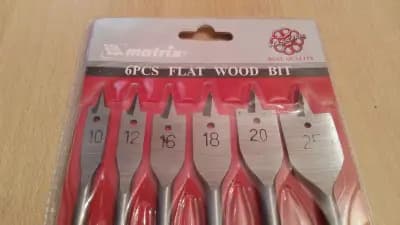 matrix
BEST QUALITY
6PCS FLAT WOOD BIT
10 12 16 18 20 25